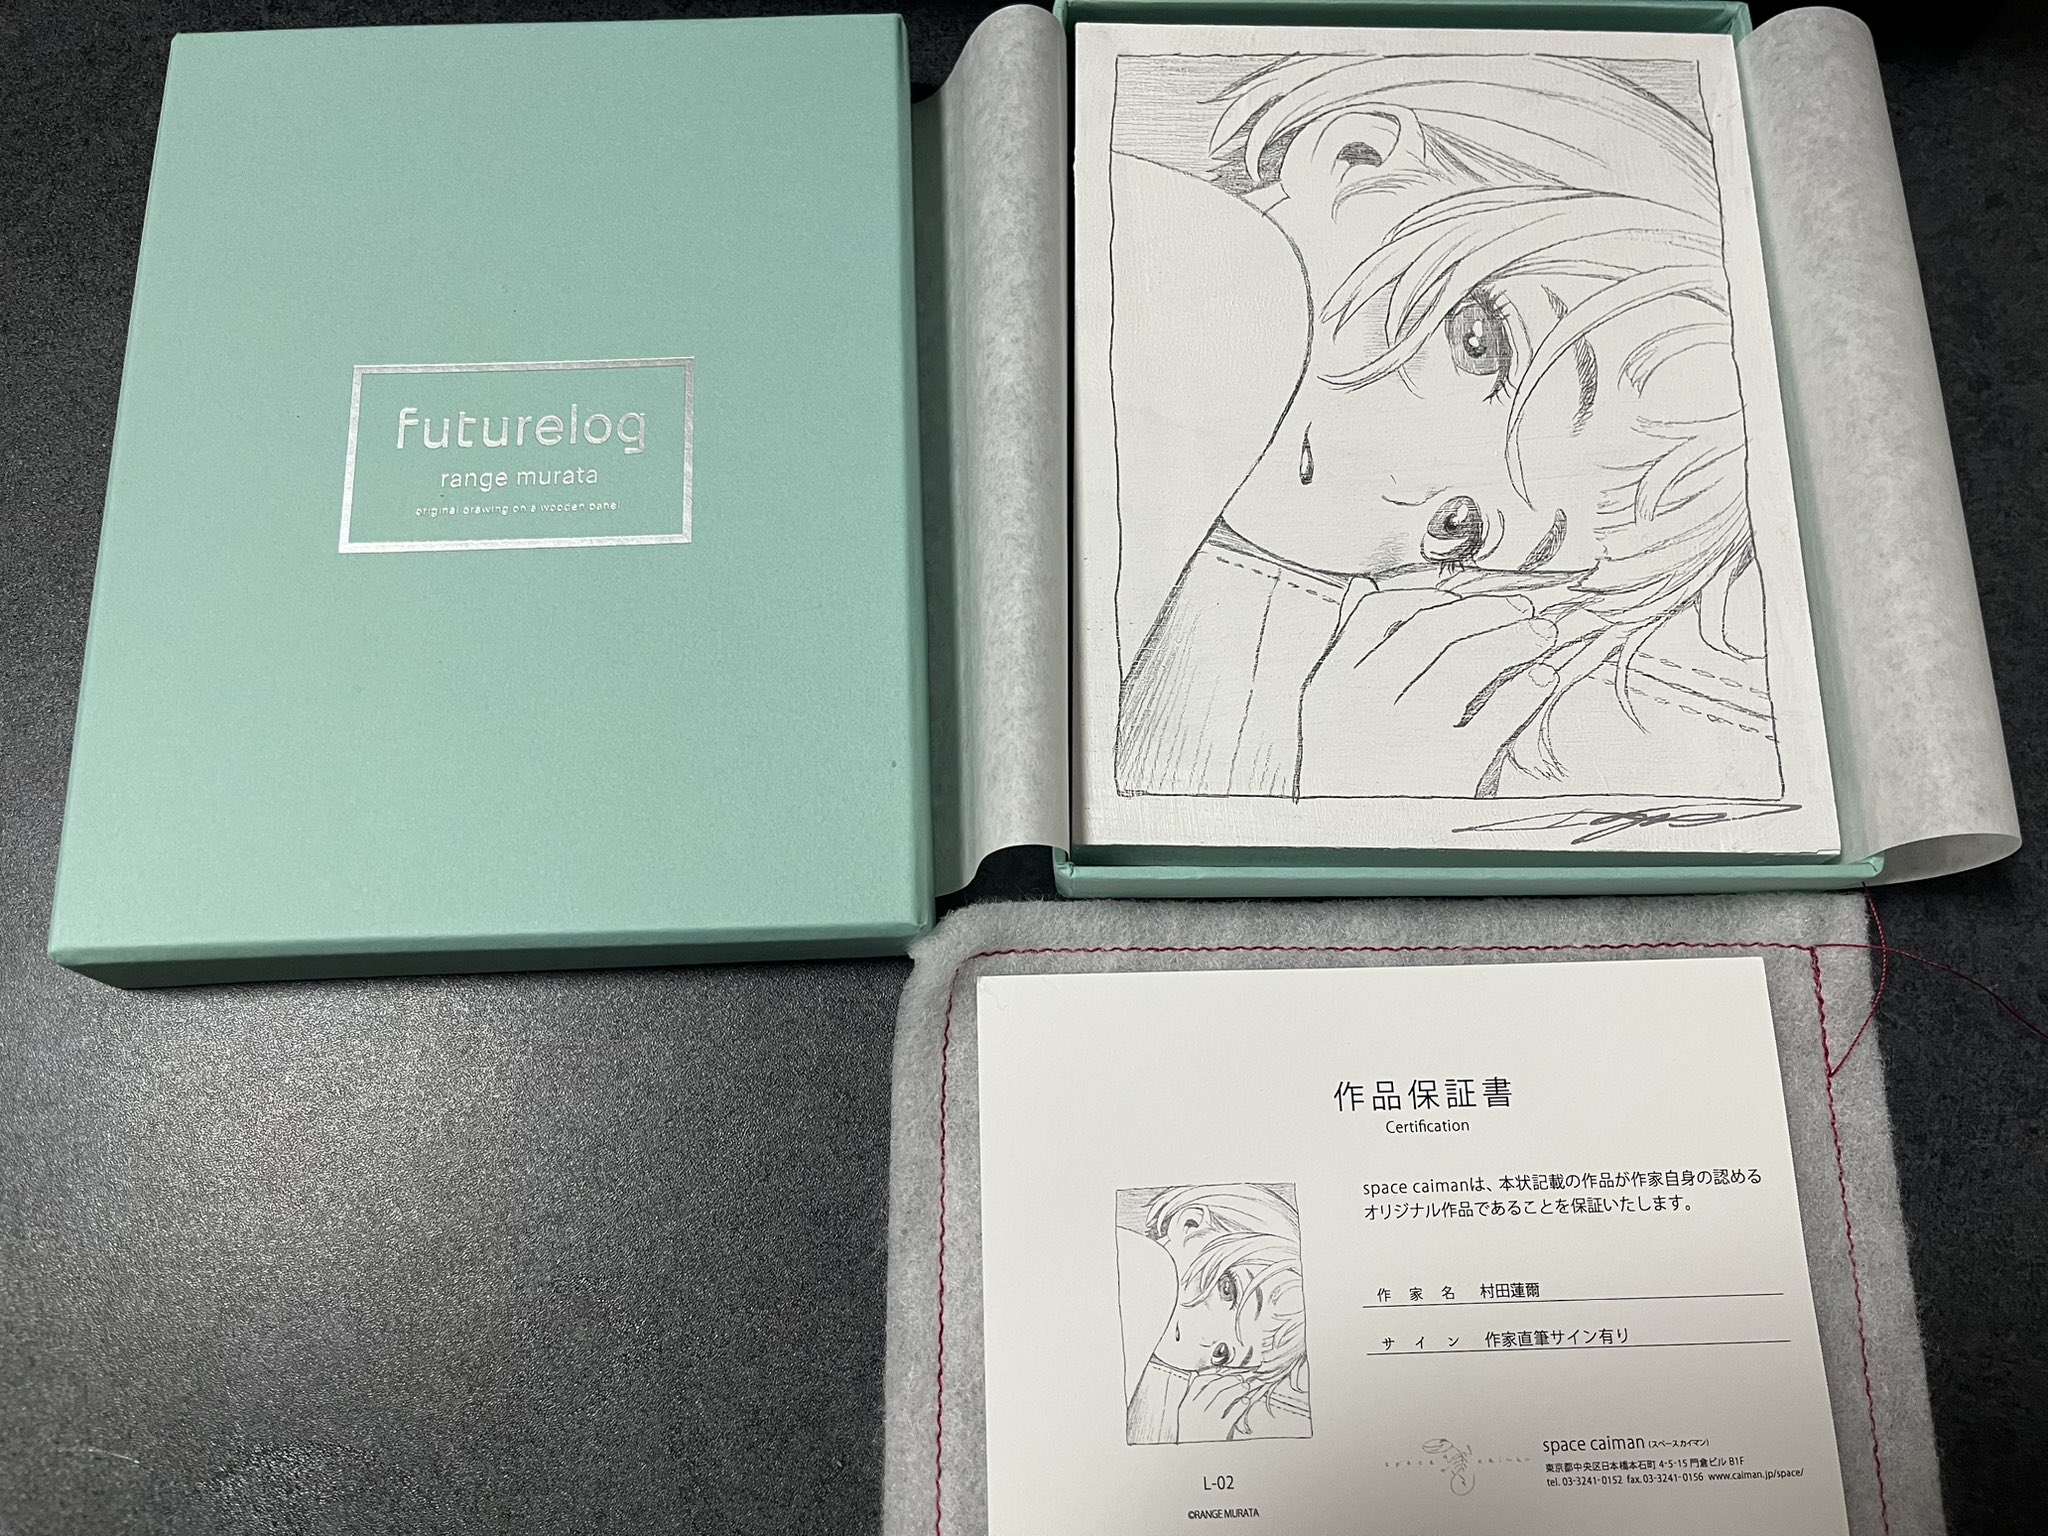 futurelog
range murata
original drawing on a wooden panel
作品保証書
Certification
space caimanは、本状記載の作品が作家自身の認める
オリジナル作品であることを保証いたします。
作家名 村田蓮爾
サイン 作家直筆サイン有り
L-02
©RANGE MURATA
space caiman
space caiman (スペースカイマン)
東京都中央区日本橋本石町 4-5-15 門倉ビル B1F
tel. 03-3241-0152 fax. 03-3241-0156 www.caiman.jp/space/